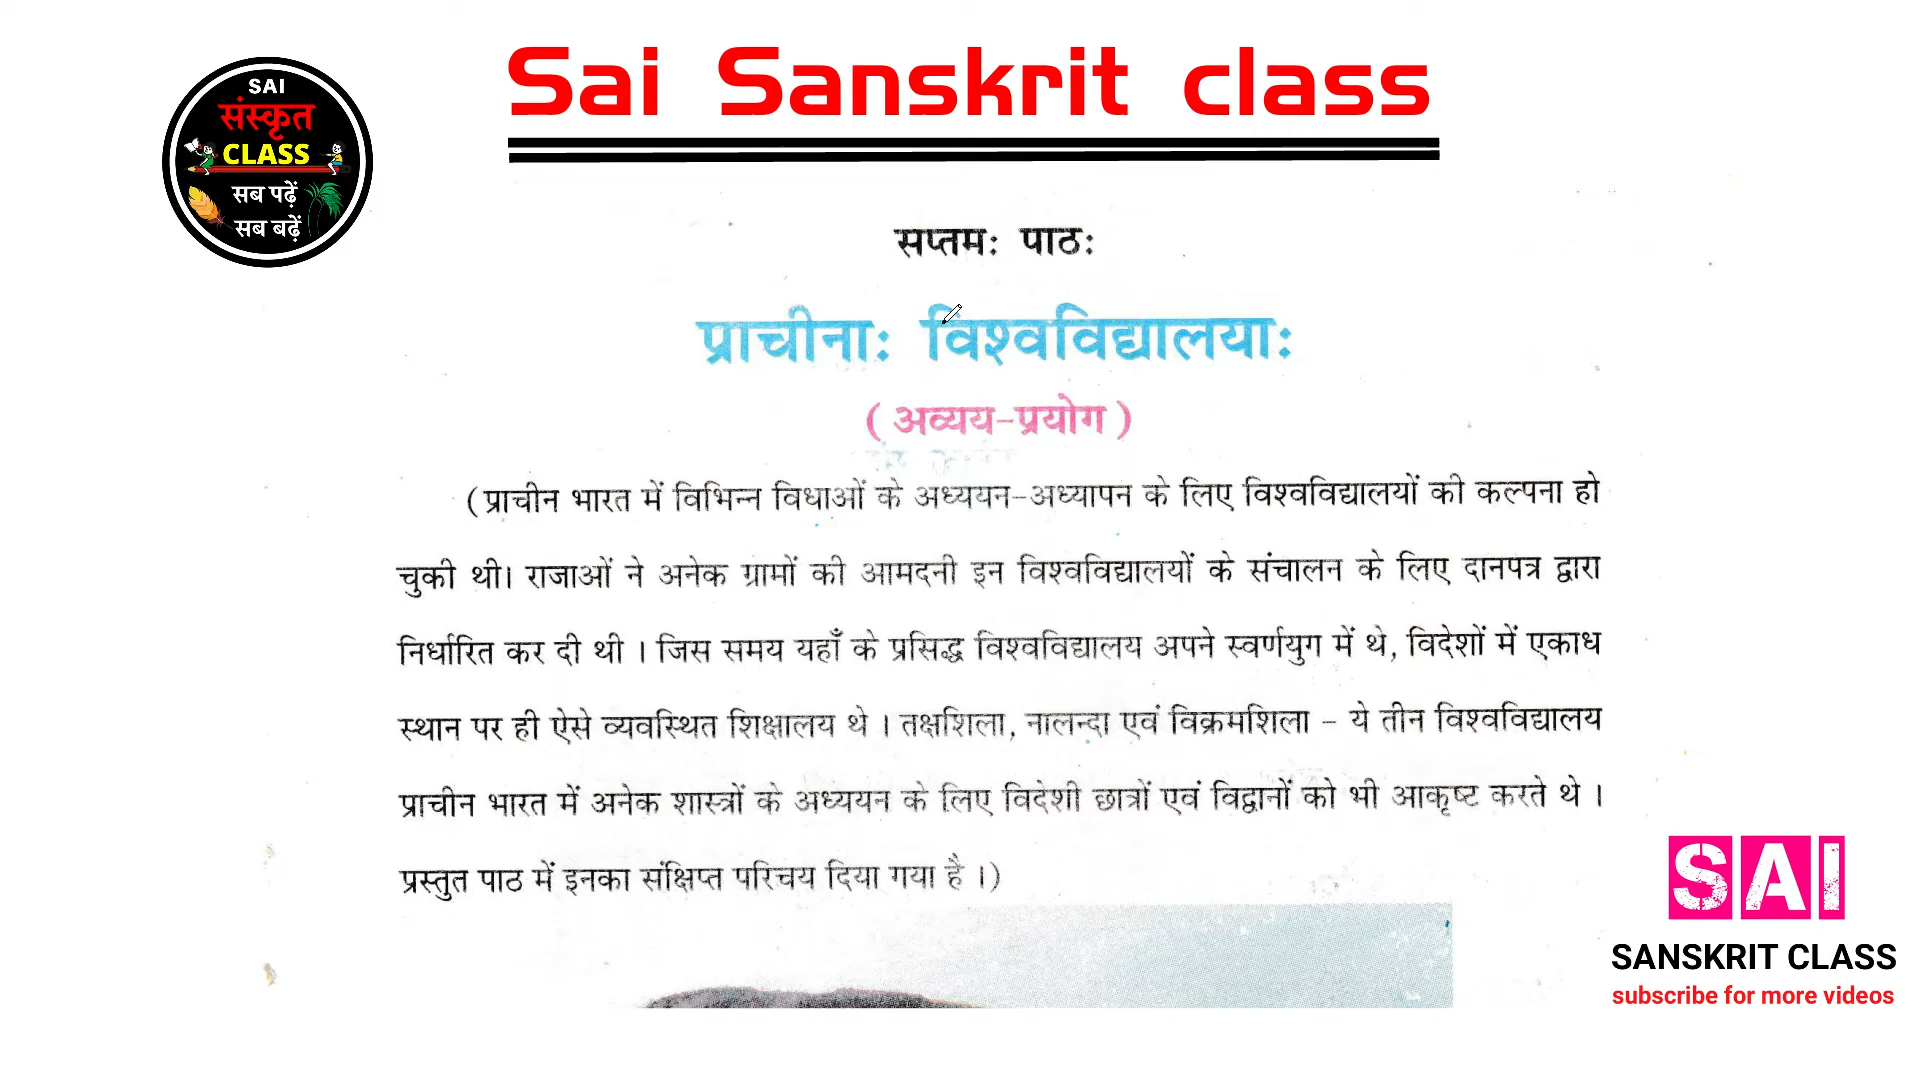 Sai Sanskrit class
SAI
संस्कृत
CLASS
सब पढ़ें
सब बढ़ें
सप्तमः पाठः
प्राचीनाः विश्वविद्यालयाः
( अव्यय-प्रयोग )
(प्राचीन भारत में विभिन्न विधाओं के अध्ययन-अध्यापन के लिए विश्वविद्यालयों की कल्पना हो
चुकी थी। राजाओं ने अनेक ग्रामों की आमदनी इन विश्वविद्यालयों के संचालन के लिए दानपत्र द्वारा
निर्धारित कर दी थी । जिस समय यहाँ के प्रसिद्ध विश्वविद्यालय अपने स्वर्णयुग में थे, विदेशों में एकाध
स्थान पर ही ऐसे व्यवस्थित शिक्षालय थे । तक्षशिला, नालन्दा एवं विक्रमशिला – ये तीन विश्वविद्यालय
प्राचीन भारत में अनेक शास्त्रों के अध्ययन के लिए विदेशी छात्रों एवं विद्वानों को भी आकृष्ट करते थे ।
प्रस्तुत पाठ में इनका संक्षिप्त परिचय दिया गया है ।)
SAI
SANSKRIT CLASS
subscribe for more videos